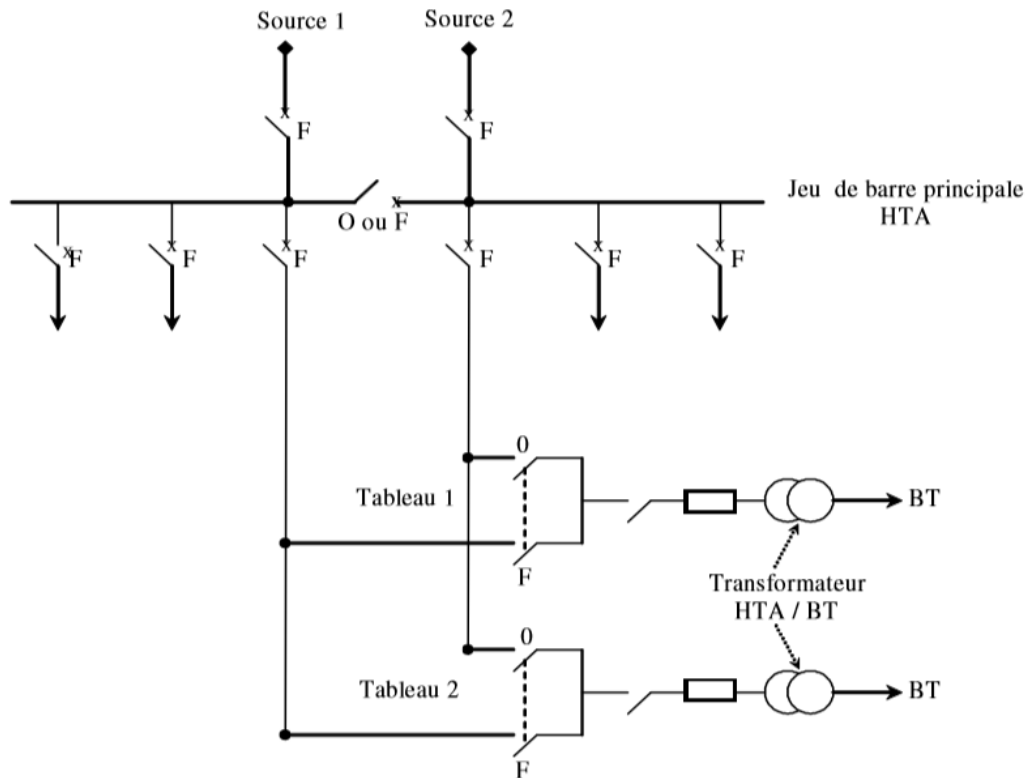 Source 1
Source 2
F
F
Jeu de barre principale
HTA
O ou F
F
F
F
F
F
F
0
Tableau 1
BT
F
Transformateur
HTA / BT
0
Tableau 2
BT
F